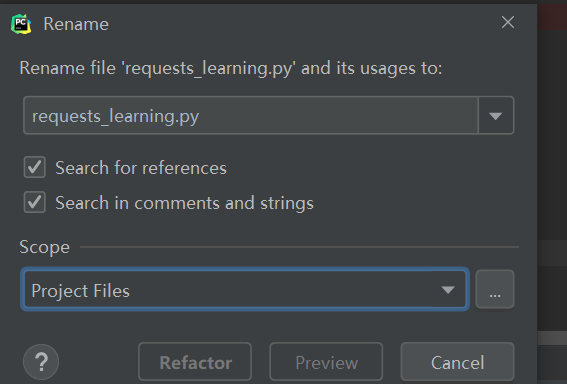 PC
Rename
Rename file 'requests_learning.py' and its usages to:
requests_learning.py
Search for references
Search in comments and strings
Scope
Project Files
...
?
Refactor
Preview
Cancel